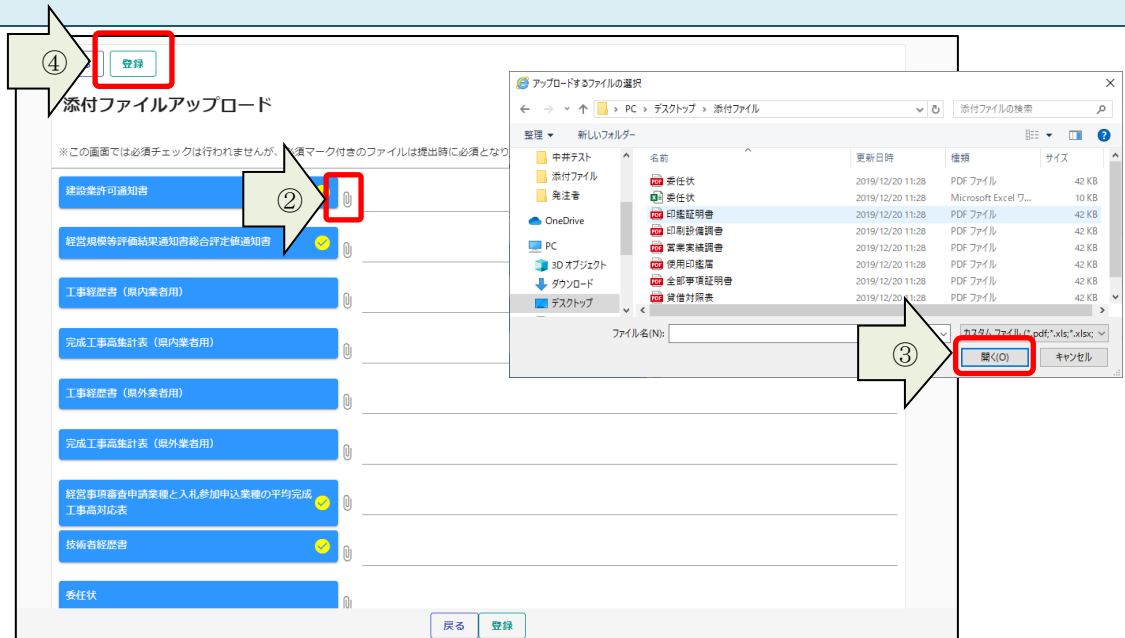 ④
登録
添付ファイルアップロード
※この画面では必須チェックは行われませんが、必須マーク付きのファイルは提出時に必須となり
建設業許可通知書
②
経営規模等評価結果通知書総合評定値通知書
工事経歴書（県内業者用）
完成工事高集計表（県内業者用）
工事経歴書（県外業者用）
完成工事高集計表（県外業者用）
経営事項審査申請業種と入札参加申込業種の平均完成
工事高対応表
技術者経歴書
委任状
戻る 登録
アップロードするファイルの選択
PC › デスクトップ › 添付ファイル 添付ファイルの検索
整理 新しいフォルダー
中井テスト
添付ファイル
発注者
OneDrive
PC
3D オブジェクト
ダウンロード
デスクトップ
名前 更新日時 種類 サイズ
委任状 2019/12/20 11:28 PDF ファイル 42 KB
委任状 2019/12/20 11:28 Microsoft Excel ワ... 10 KB
印鑑証明書 2019/12/20 11:28 PDF ファイル 42 KB
印刷設備調書 2019/12/20 11:28 PDF ファイル 42 KB
営業実績調書 2019/12/20 11:28 PDF ファイル 42 KB
使用印鑑届 2019/12/20 11:28 PDF ファイル 42 KB
全部事項証明書 2019/12/20 11:28 PDF ファイル 42 KB
貸借対照表 2019/12/20 11:28 PDF ファイル 42 KB
ファイル名(N): カスタム ファイル (*.pdf;*.xls;*.xlsx;
③
開く(O) キャンセル